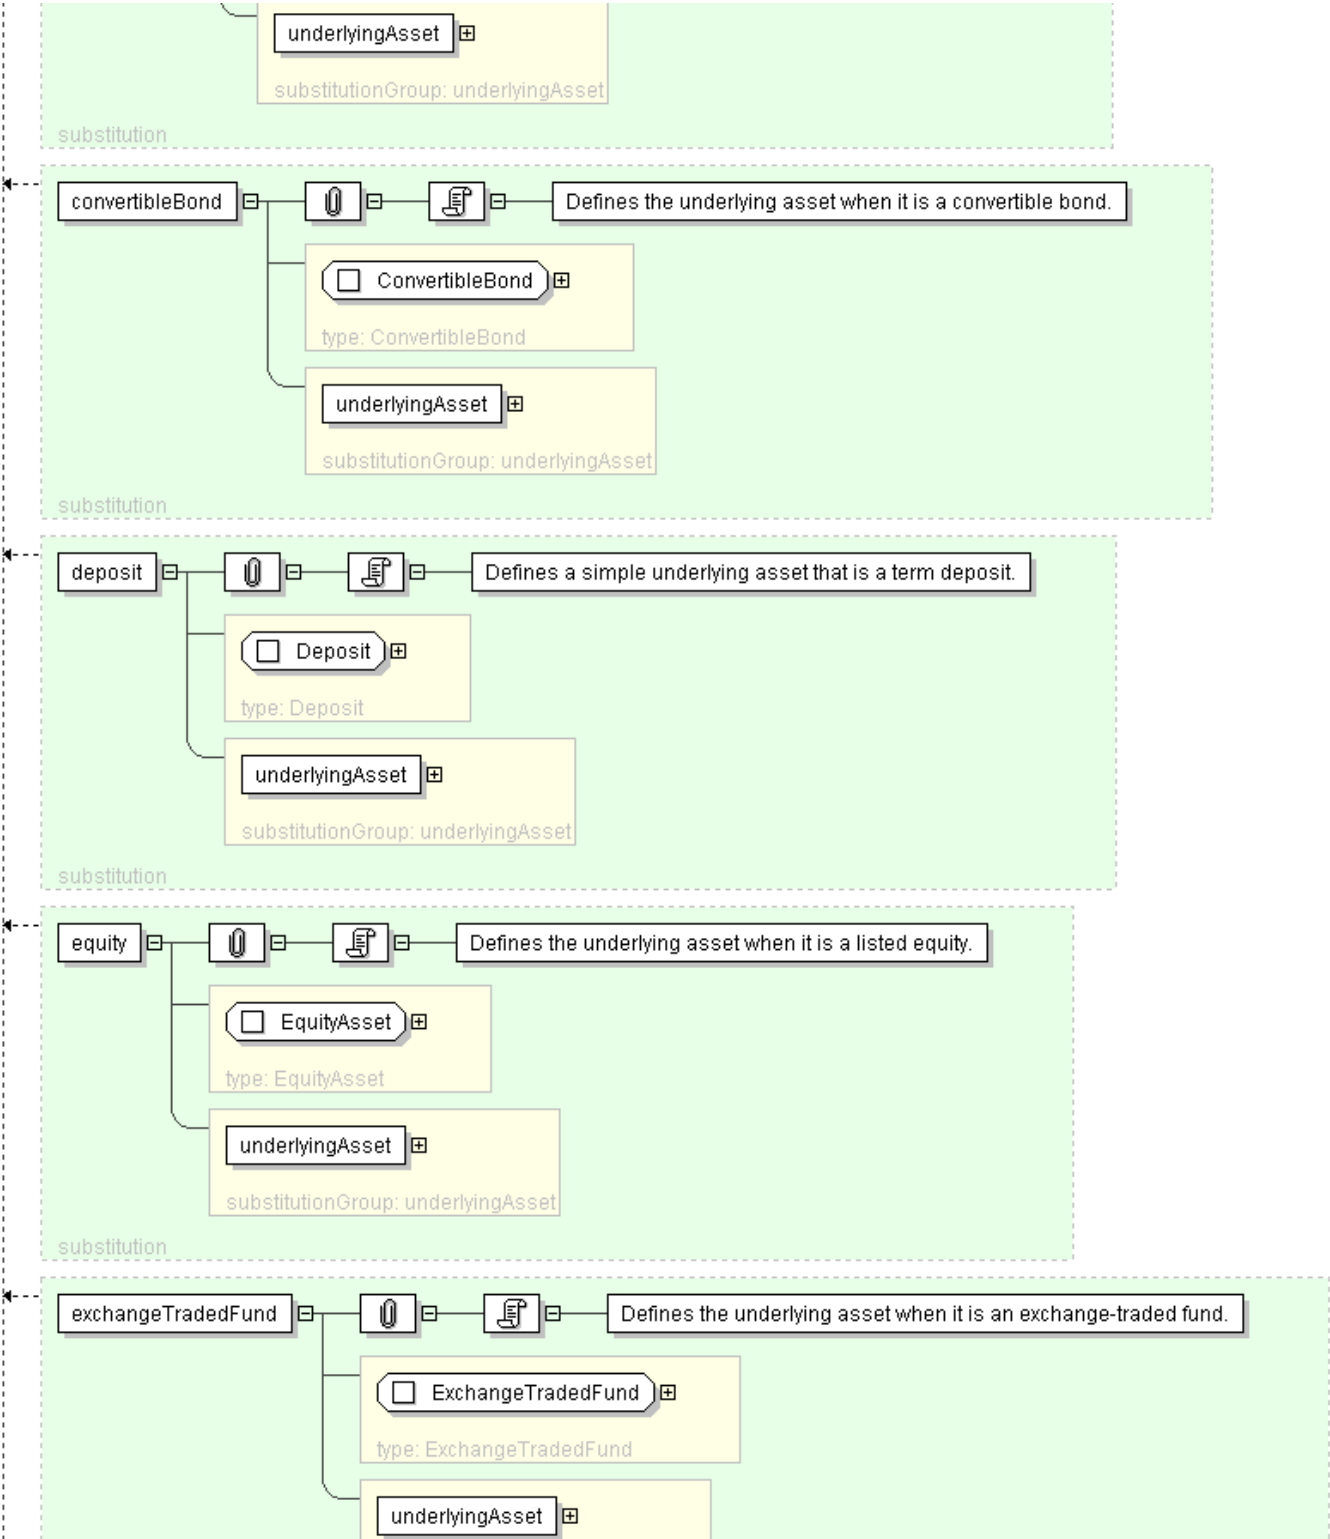 underlyingAsset
substitutionGroup: underlyingAsset
substitution
convertibleBond
Defines the underlying asset when it is a convertible bond.
ConvertibleBond
type: ConvertibleBond
underlyingAsset
substitutionGroup: underlyingAsset
substitution
deposit
Defines a simple underlying asset that is a term deposit.
Deposit
type: Deposit
underlyingAsset
substitutionGroup: underlyingAsset
substitution
equity
Defines the underlying asset when it is a listed equity.
EquityAsset
type: EquityAsset
underlyingAsset
substitutionGroup: underlyingAsset
substitution
exchangeTradedFund
Defines the underlying asset when it is an exchange-traded fund.
ExchangeTradedFund
type: ExchangeTradedFund
underlyingAsset